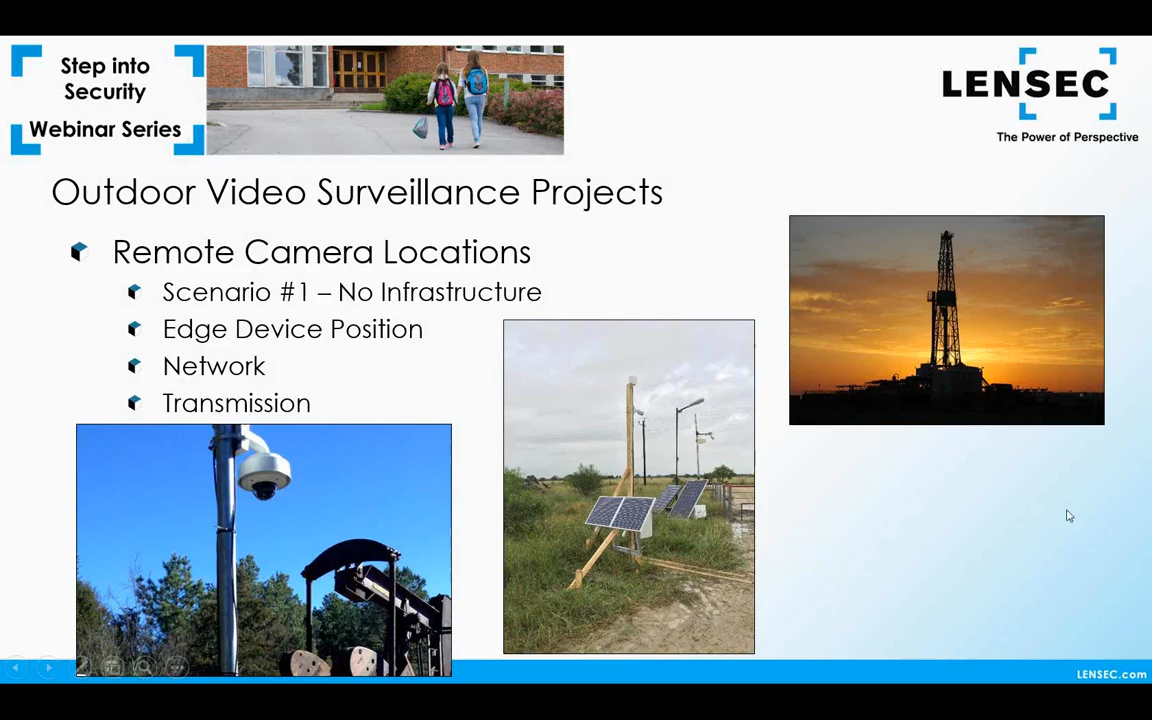 Step into
Security
Webinar Series
LENSEC
The Power of Perspective
Outdoor Video Surveillance Projects
Remote Camera Locations
Scenario #1 – No Infrastructure
Edge Device Position
Network
Transmission
LENSEC.com